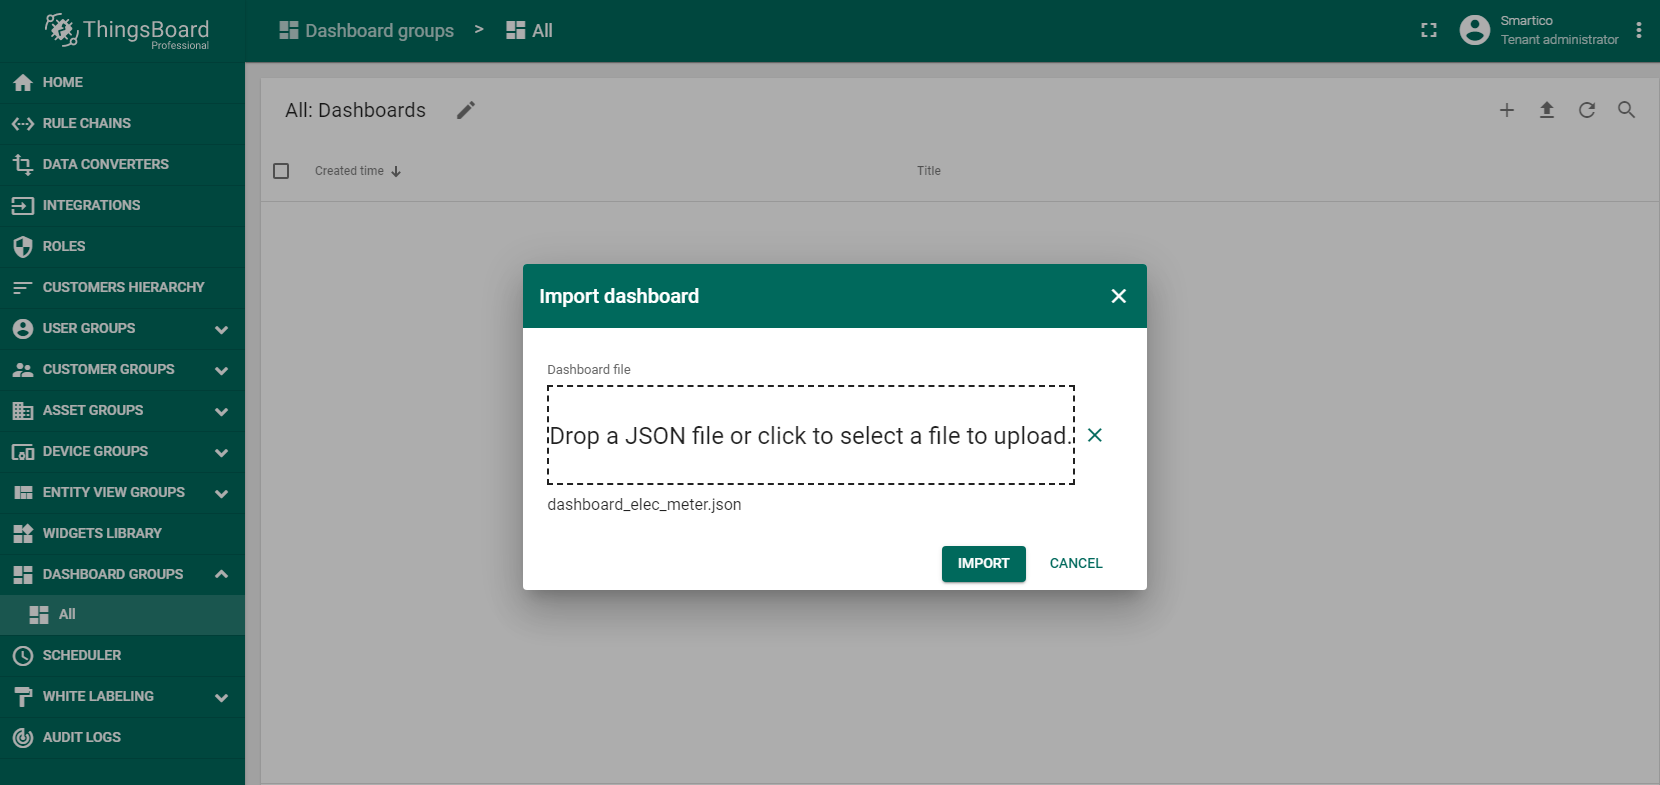 ThingsBoard
Professional
Dashboard groups > All
Smartico
Tenant administrator
HOME
RULE CHAINS
DATA CONVERTERS
INTEGRATIONS
ROLES
CUSTOMERS HIERARCHY
USER GROUPS
CUSTOMER GROUPS
ASSET GROUPS
DEVICE GROUPS
ENTITY VIEW GROUPS
WIDGETS LIBRARY
DASHBOARD GROUPS
All
SCHEDULER
WHITE LABELING
AUDIT LOGS
All: Dashboards
Created time Title
Import dashboard
Dashboard file
Drop a JSON file or click to select a file to upload.
dashboard_elec_meter.json
IMPORT CANCEL